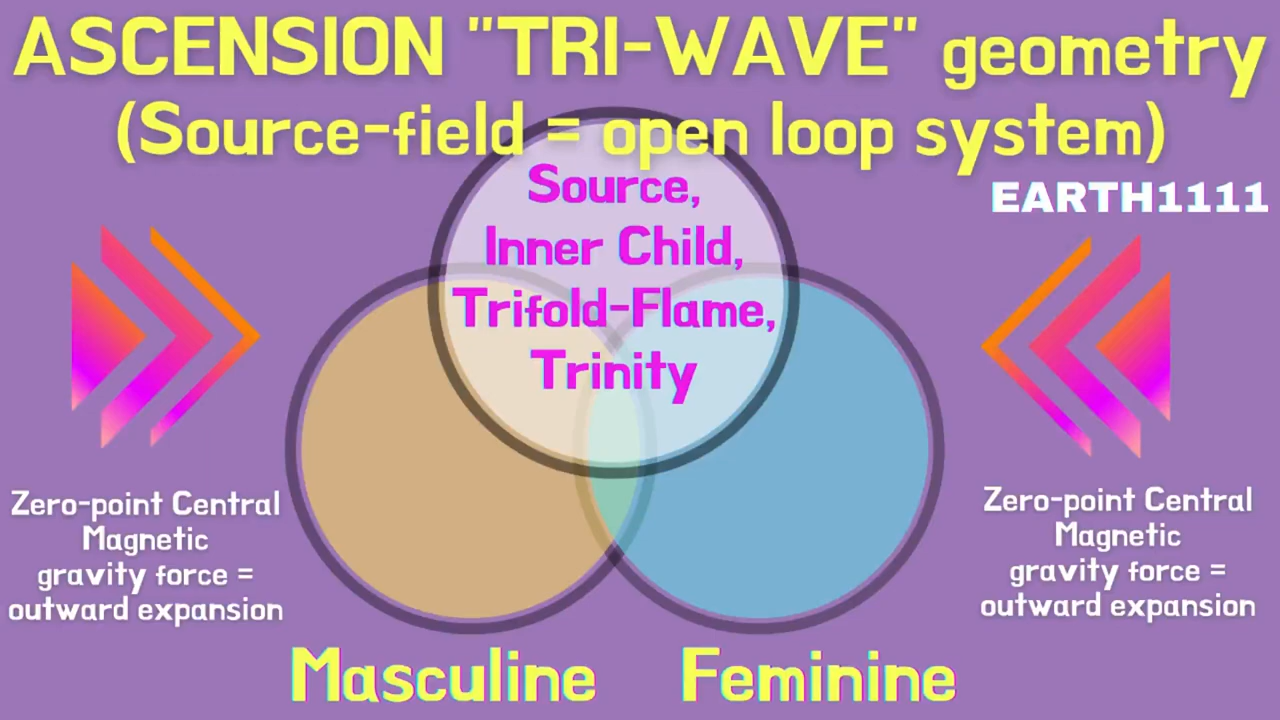 ASCENSION "TRI-WAVE" geometry
(Source-field = open loop system)
EARTH1111
Source,
Inner Child,
Trifold-Flame,
Trinity
Zero-point Central
Magnetic
gravity force =
outward expansion
Zero-point Central
Magnetic
gravity force =
outward expansion
Masculine
Feminine